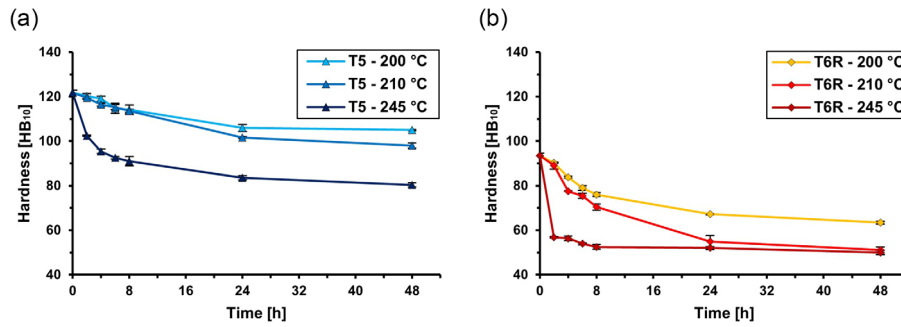 (a)
140
120
100
80
60
40
Hardness [HB10]
0 8 16 24 32 40 48
Time [h]
T5 - 200 °C
T5 - 210 °C
T5 - 245 °C
(b)
140
120
100
80
60
40
Hardness [HB10]
0 8 16 24 32 40 48
Time [h]
T6R - 200 °C
T6R - 210 °C
T6R - 245 °C